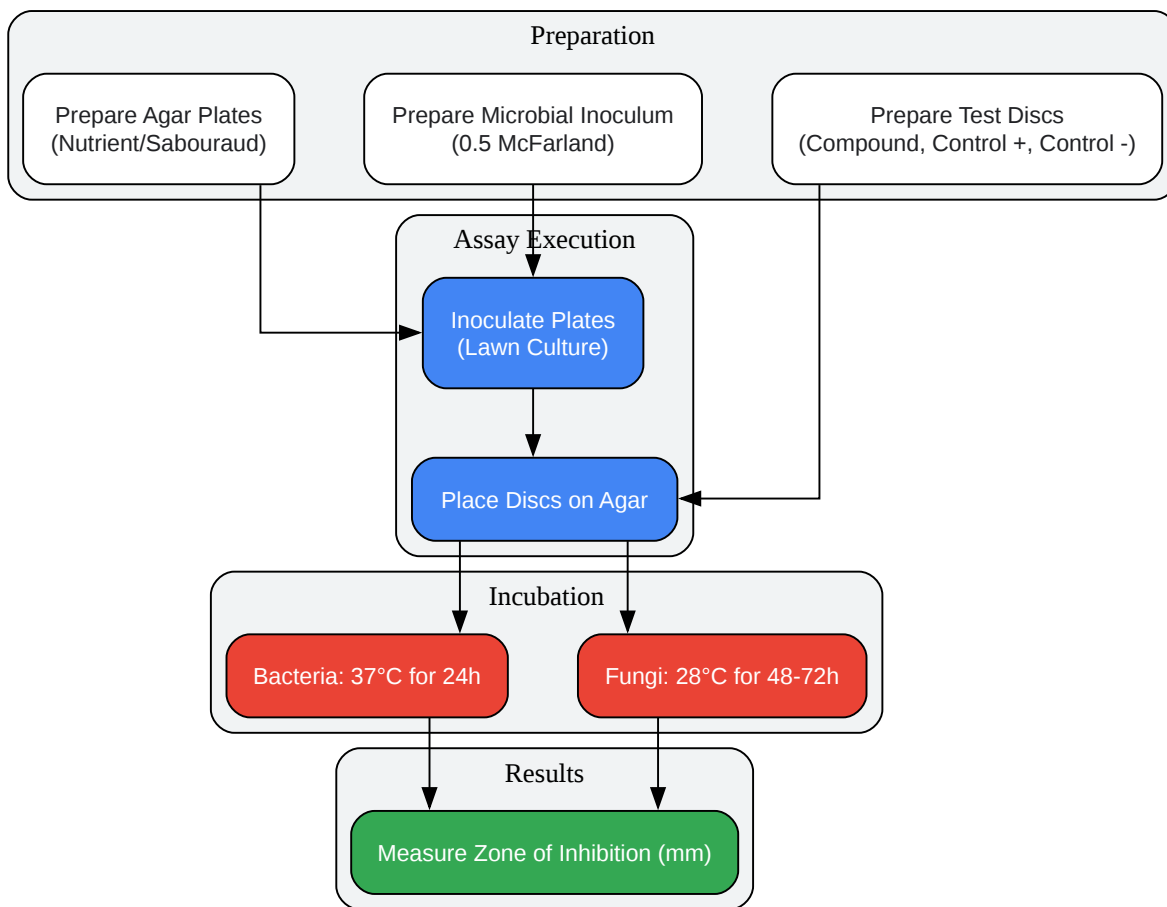 Preparation
Prepare Agar Plates
(Nutrient/Sabouraud)
Prepare Microbial Inoculum
(0.5 McFarland)
Prepare Test Discs
(Compound, Control +, Control -)
Assay Execution
Inoculate Plates
(Lawn Culture)
Place Discs on Agar
Incubation
Bacteria: 37°C for 24h
Fungi: 28°C for 48-72h
Results
Measure Zone of Inhibition (mm)